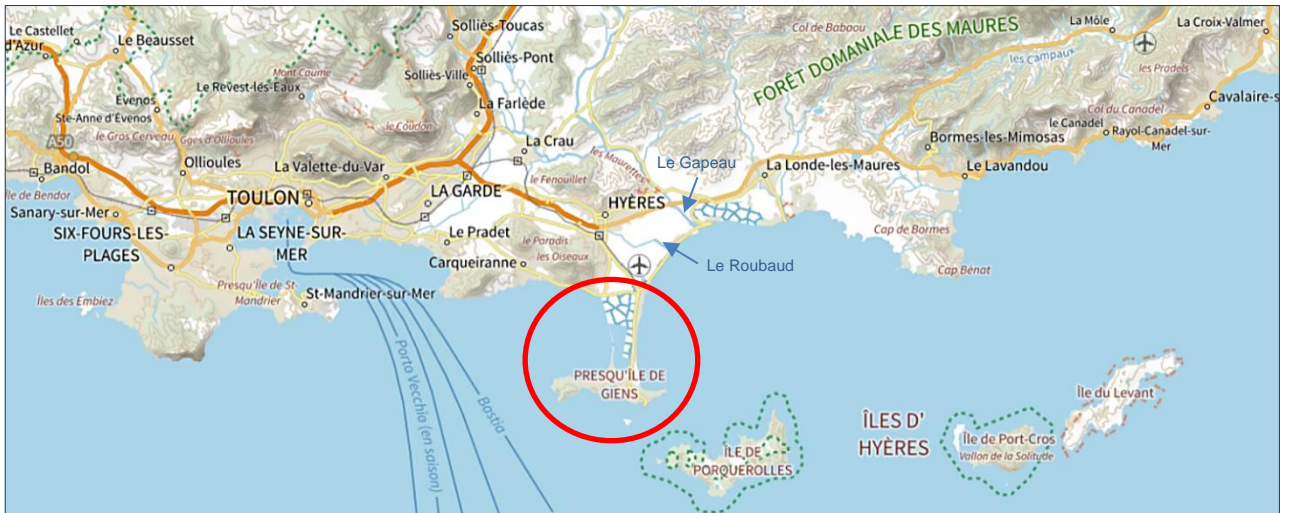 Le Castellet
d'Azur
Le Beausset
Solliès-Toucas
Solliès-Pont
Solliès-Ville
Mont Caume
Le Revest-les-Eaux
La Farlède
Evenos
Ste-Anne d'Évenos
le Gros Cerveau
Gges d'Ollioules
le Coudon
A50
Bandol
Ollioules
La Valette-du-Var
La Crau
les Maurettes
le Fenouillet
Île de Bendor
TOULON
LA GARDE
HYÈRES
Sanary-sur-Mer
SIX-FOURS-LES-
PLAGES
LA SEYNE-SUR-
MER
Le Pradet
le Paradis
les Oiseaux
Carqueiranne
Îles des Embiez
Presqu'île de St-
Mandrier
St-Mandrier-sur-Mer
Porto Vecchio (en saison)
Bastia
Col de Babaou
FORÊT DOMANIALE DES MAURES
La Môle
La Croix-Valmer
les Campaux
les Pradels
Cavalaire-s
Col du Canadel
le Canadel
Rayol-Canadel-sur-
Mer
Bormes-les-Mimosas
Le Lavandou
La Londe-les-Maures
Le Gapeau
Le Roubaud
Cap de Bormes
Cap Bénat
PRESQU'ÎLE DE
GIENS
ÎLE DE
PORQUEROLLES
ÎLES D'
HYÈRES
Île de Port-Cros
Vallon de la Solitude
Île du Levant